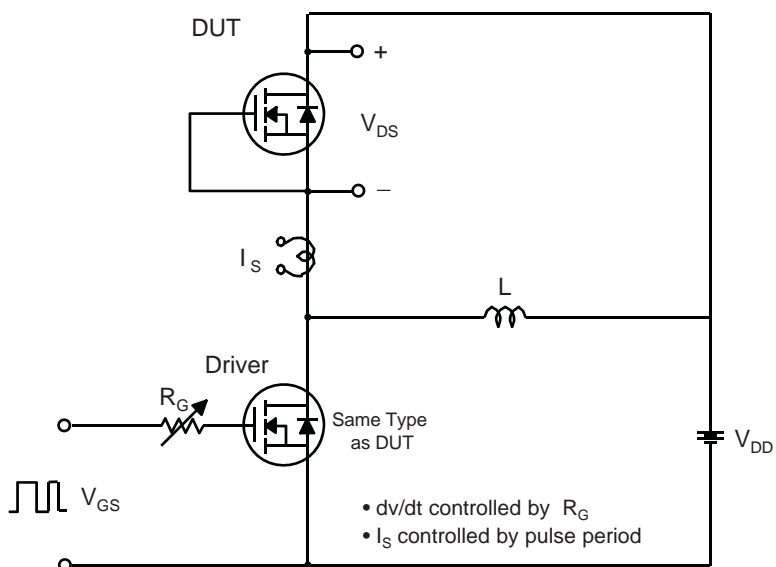 DUT
+
V_DS
−
I_S
L
Driver
R_G
Same Type
as DUT
V_DD
V_GS
• dv/dt controlled by R_G
• I_S controlled by pulse period